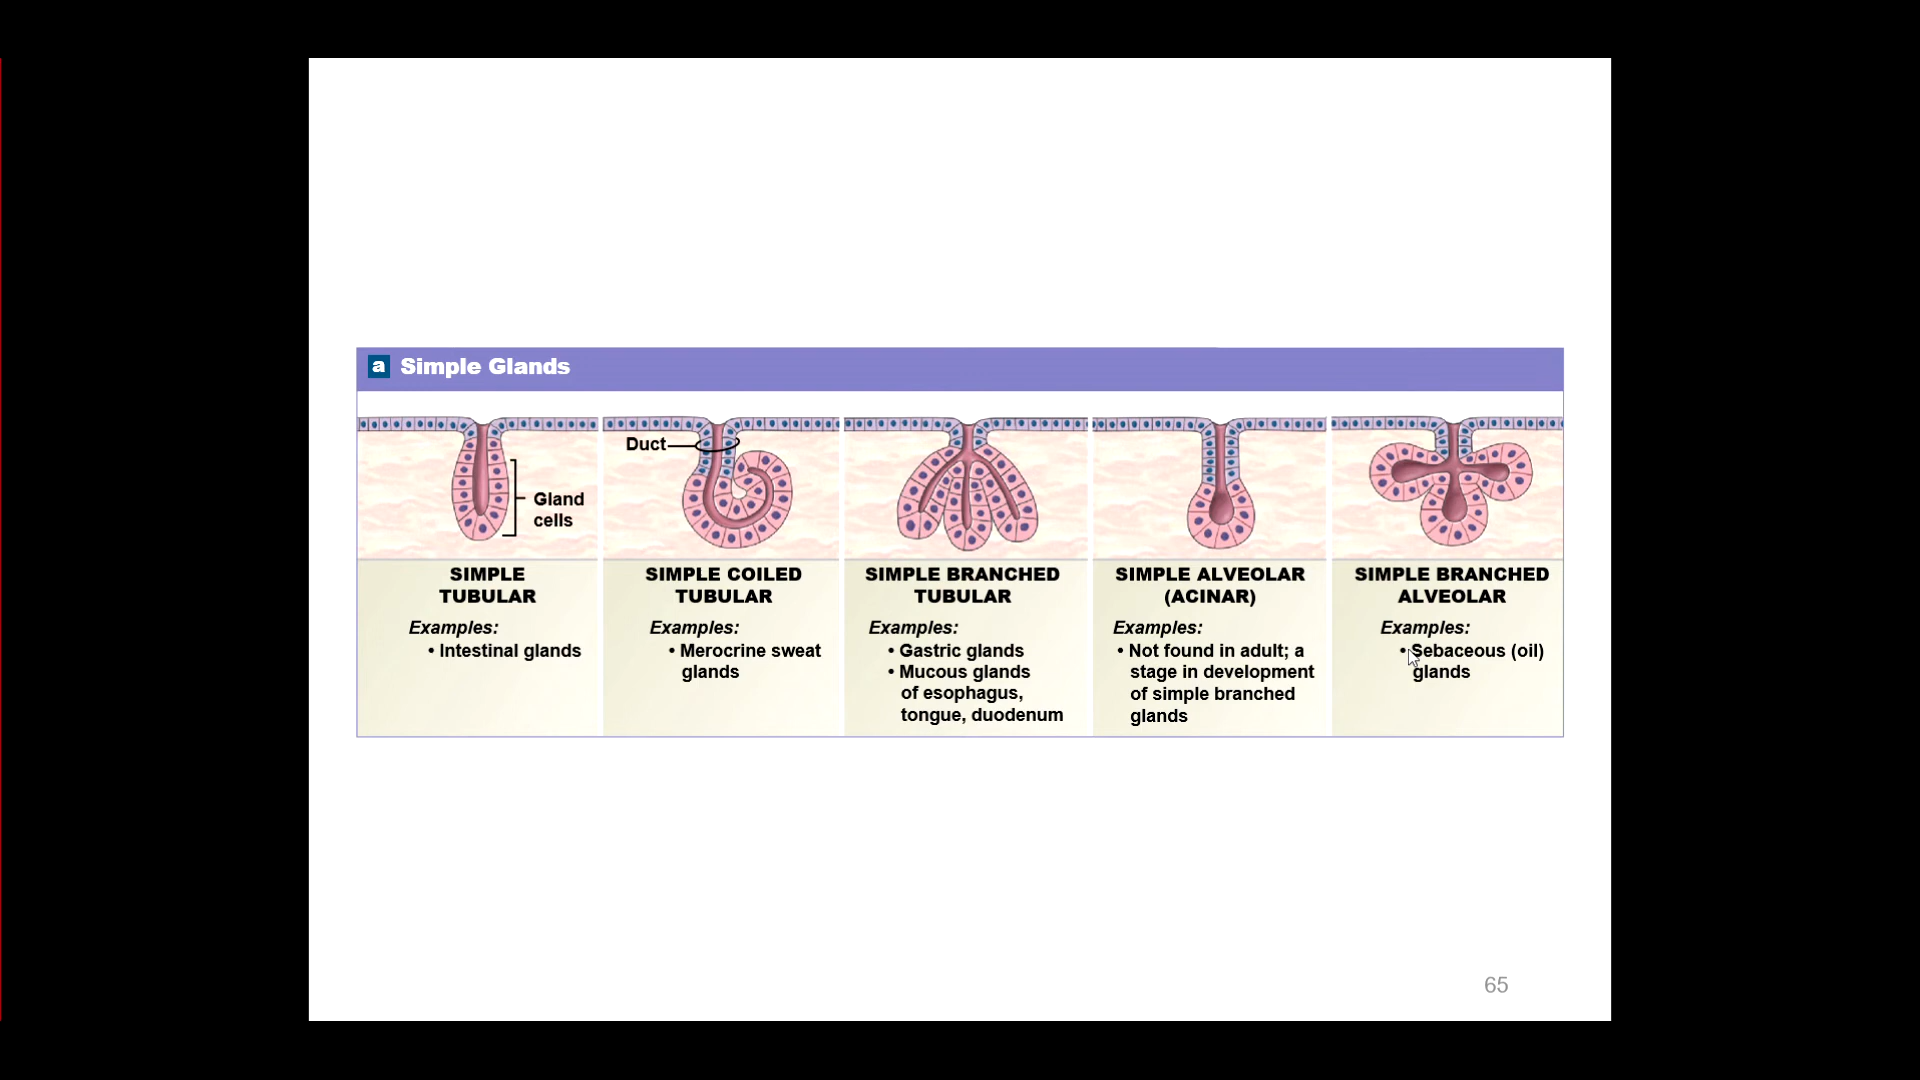 a Simple Glands
Duct
Gland
cells
SIMPLE
TUBULAR
Examples:
• Intestinal glands
SIMPLE COILED
TUBULAR
Examples:
• Merocrine sweat
glands
SIMPLE BRANCHED
TUBULAR
Examples:
• Gastric glands
• Mucous glands
of esophagus,
tongue, duodenum
SIMPLE ALVEOLAR
(ACINAR)
Examples:
• Not found in adult; a
stage in development
of simple branched
glands
SIMPLE BRANCHED
ALVEOLAR
Examples:
• Sebaceous (oil)
glands
65